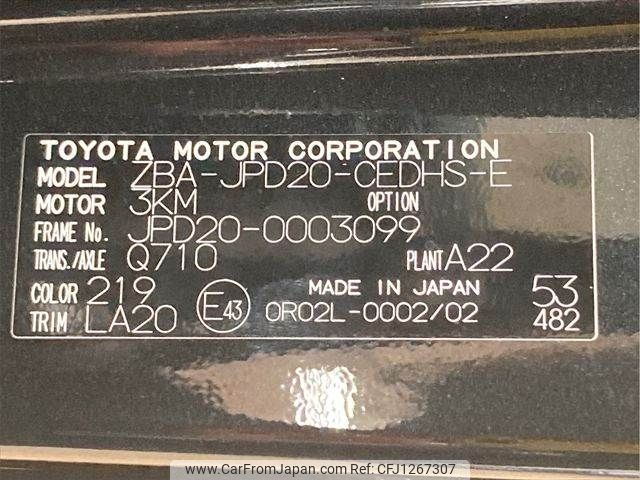 TOYOTA MOTOR CORPORATION
MODEL ZBA-JPD20-CEDHS-E
MOTOR 3KM OPTION
FRAME No. JPD20-0003099
TRANS./AXLE Q710 PLANT A22
COLOR 219 E43 MADE IN JAPAN 53
TRIM LA20 0R02L-0002/02 482
www.CarFromJapan.com | CFJ1267307